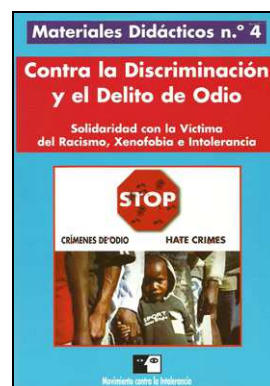 Materiales Didácticos n.º 4
Contra la Discriminación
y el Delito de Odio
Solidaridad con la Víctima
del Racismo, Xenofobia e Intolerancia
STOP
CRÍMENES DE ODIO HATE CRIMES
SPORT
Movimiento contra la Intolerancia